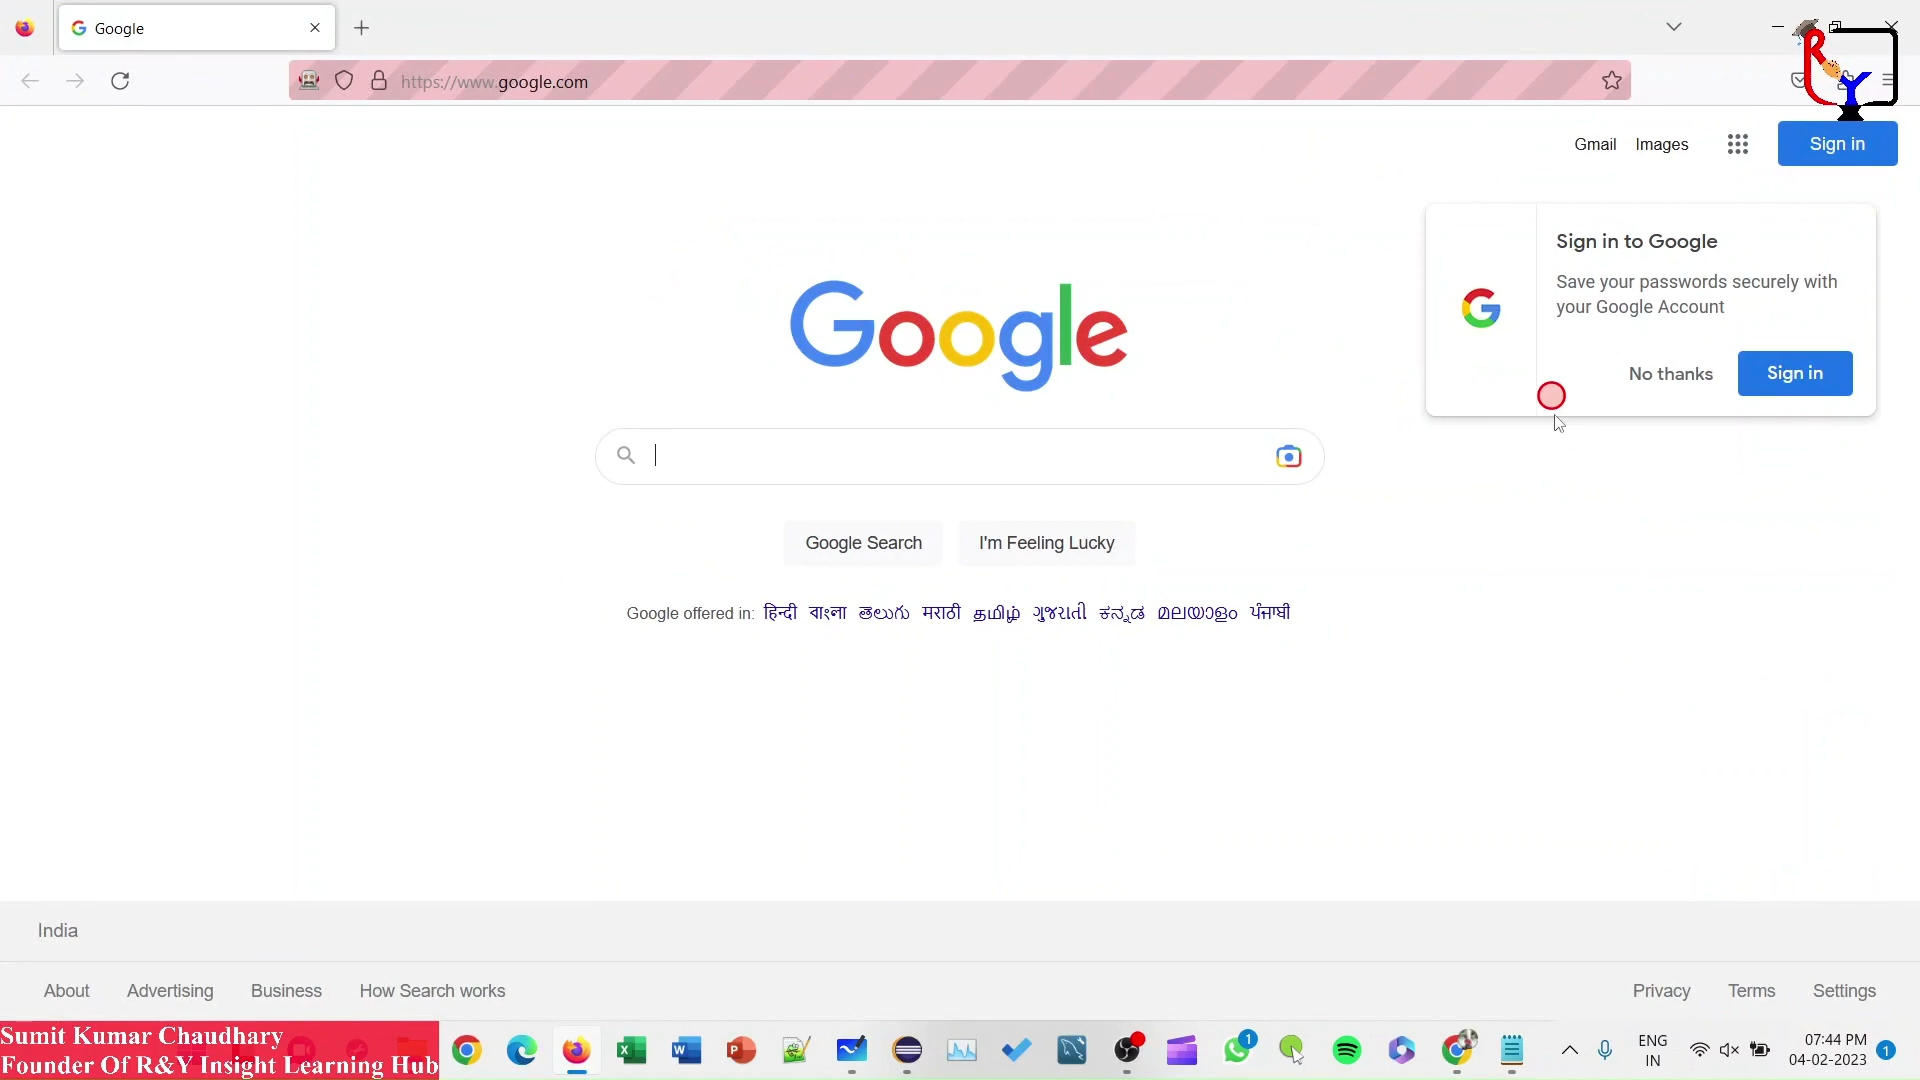 Google
https://www.google.com
RY
Gmail Images
Sign in
Sign in to Google
Save your passwords securely with
your Google Account
No thanks
Sign in
Google
Google Search
I'm Feeling Lucky
Google offered in: हिन्दी বাংলা తెలుగు मराठी தமிழ் ગુજરાતી ಕನ್ನಡ മലയാളം ਪੰਜਾਬੀ
India
About Advertising Business How Search works
Privacy Terms Settings
Sumit Kumar Chaudhary
Founder Of R&Y Insight Learning Hub
1
ENG
IN
07:44 PM
04-02-2023
1